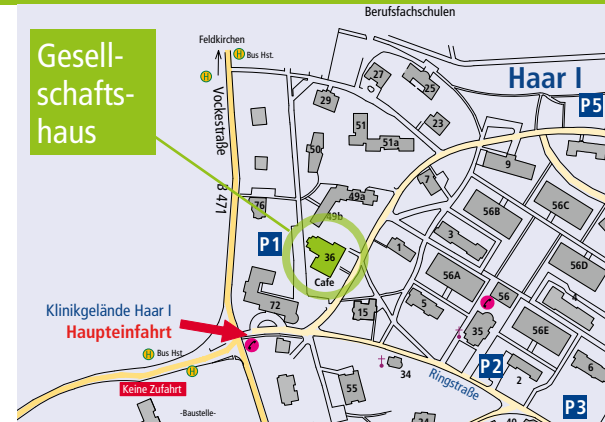 Berufsfachschulen
Gesell-
schafts-
haus
Feldkirchen
H Bus Hst.
H
Vockestraße
B 471
Haar I
P5
27
25
29
23
51
51a
50
9
7
49a
49b
76
56B
56C
P1
36
Cafe
1
3
56A
56D
4
72
5
56
15
35
56E
Klinikgelände Haar I
Haupteinfahrt
H Bus Hst.
H
Keine Zufahrt
34
Ringstraße
P2
2
6
55
P3
-Baustelle-
24
40